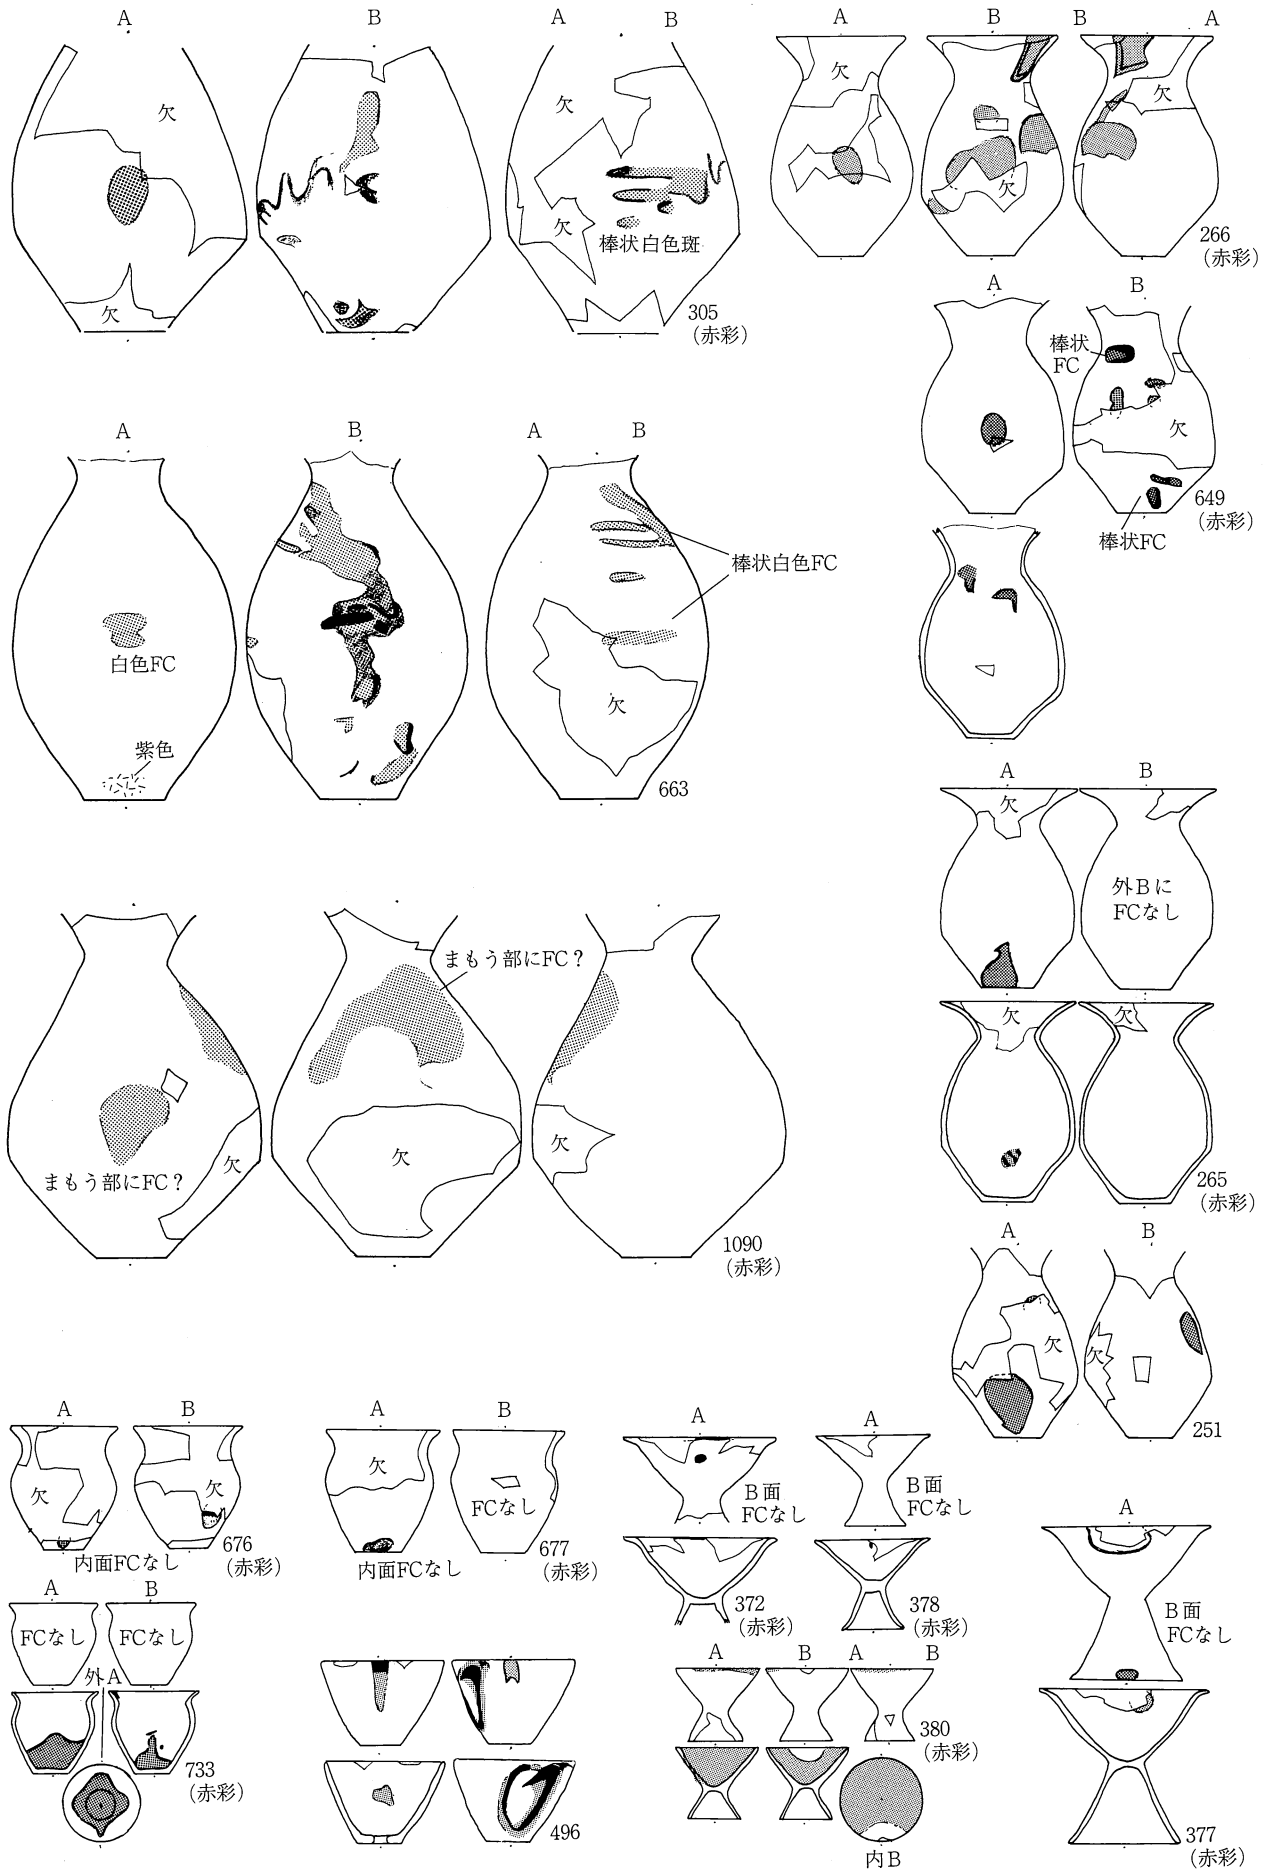 A
B
A
B
欠
欠
欠
欠
棒状白色斑
305
(赤彩)
A
B
B
A
欠
欠
欠
266
(赤彩)
A
B
棒状
FC
欠
棒状FC
649
(赤彩)
A
B
A
B
白色FC
紫色
棒状白色FC
欠
663
A
B
欠
外Bに
FCなし
欠
欠
265
(赤彩)
まもう部にFC?
欠
まもう部にFC?
欠
欠
1090
(赤彩)
A
B
欠
欠
251
A
B
欠
欠
内面FCなし
676
(赤彩)
A
B
欠
FCなし
内面FCなし
677
(赤彩)
A
B面
FCなし
372
(赤彩)
A
B面
FCなし
378
(赤彩)
A
B面
FCなし
377
(赤彩)
A
B
FCなし
FCなし
外A
733
(赤彩)
496
A
B
A
B
380
(赤彩)
内B